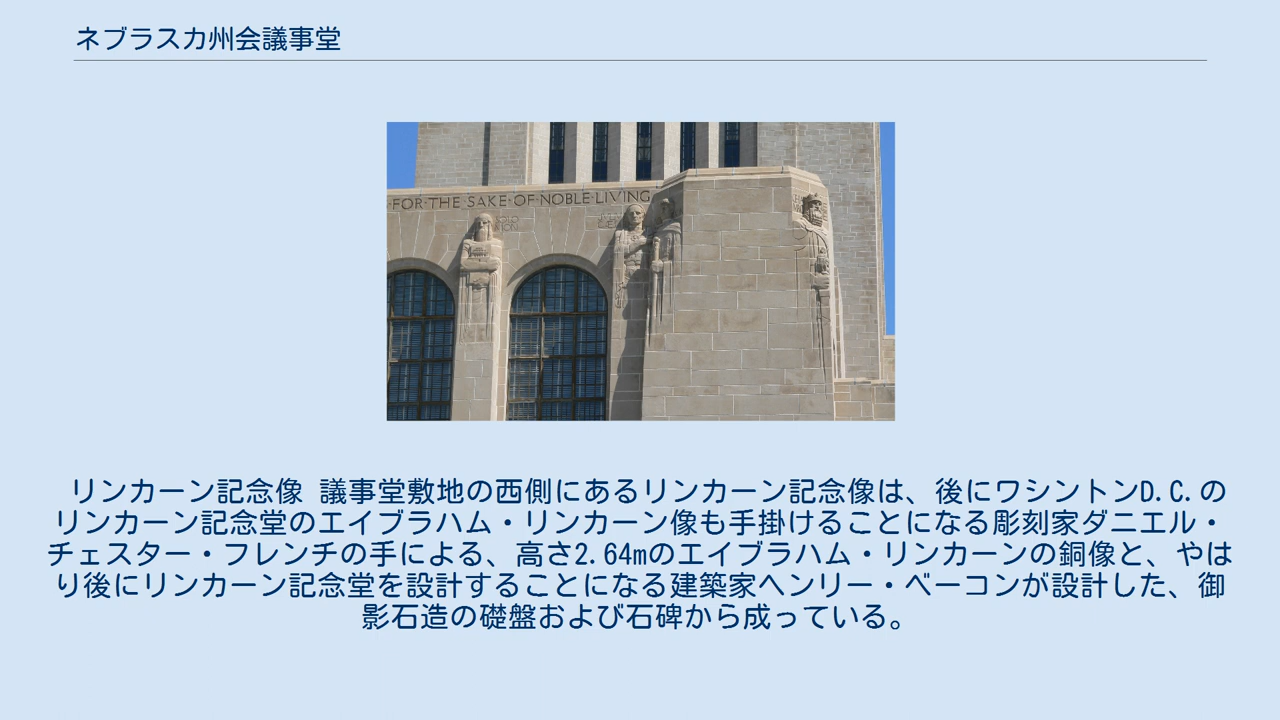 ネブラスカ州会議事堂
FOR·THE·SAKE·OF·NOBLE·LIVING
リンカーン記念像 議事堂敷地の西側にあるリンカーン記念像は、後にワシントンD.C.の
リンカーン記念堂のエイブラハム・リンカーン像も手掛けることになる彫刻家ダニエル・
チェスター・フレンチの手による、高さ2.64mのエイブラハム・リンカーンの銅像と、やは
り後にリンカーン記念堂を設計することになる建築家ヘンリー・ベーコンが設計した、御
影石造の礎盤および石碑から成っている。